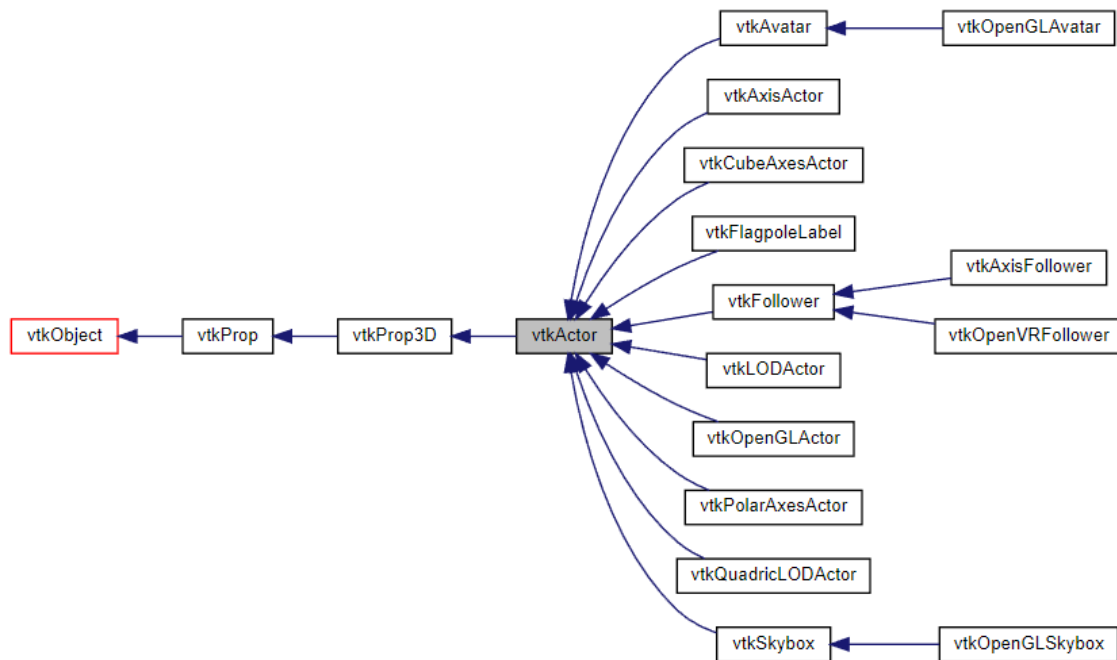 vtkAvatar
vtkOpenGLAvatar
vtkAxisActor
vtkCubeAxesActor
vtkFlagpoleLabel
vtkAxisFollower
vtkFollower
vtkObject
vtkProp
vtkProp3D
vtkActor
vtkOpenVRFollower
vtkLODActor
vtkOpenGLActor
vtkPolarAxesActor
vtkQuadricLODActor
vtkSkybox
vtkOpenGLSkybox